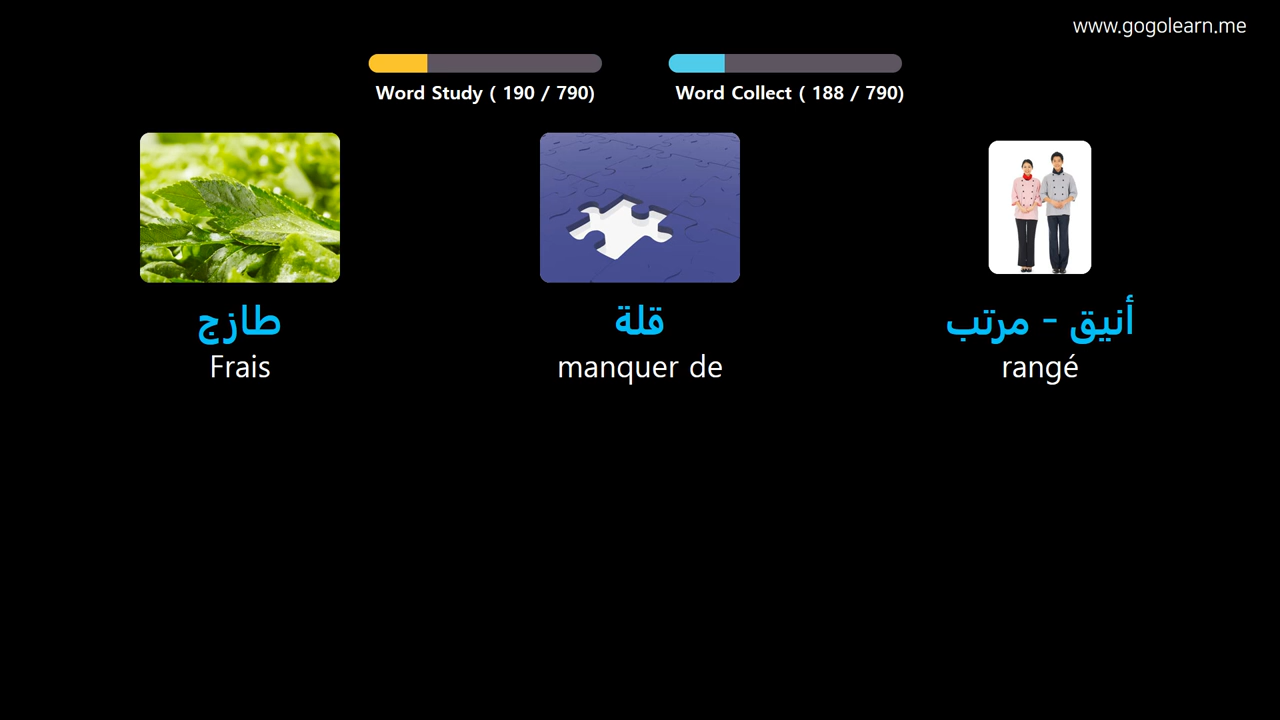 www.gogolearn.me
Word Study ( 190 / 790)
Word Collect ( 188 / 790)
طازج
Frais
قلة
manquer de
أنيق - مرتب
rangé